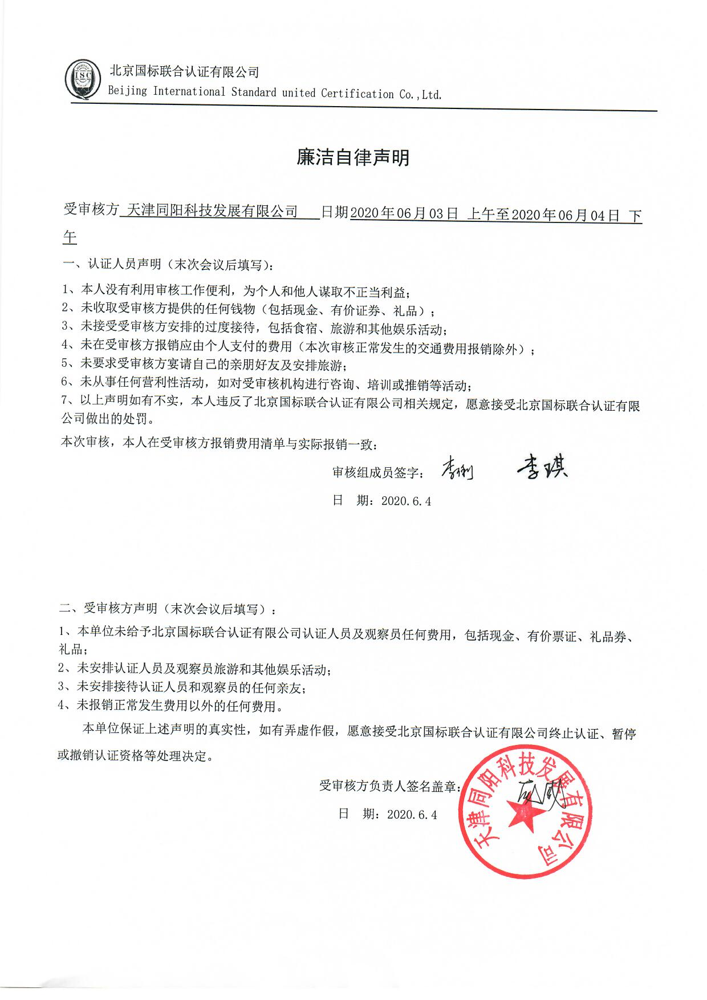 ISC
北京国标联合认证有限公司
Beijing International Standard united Certification Co.,Ltd.
廉洁自律声明
受审核方 天津同阳科技发展有限公司 日期2020年06月03日 上午至2020年06月04日 下
午
一、认证人员声明（末次会议后填写）：
1、本人没有利用审核工作便利，为个人和他人谋取不正当利益；
2、未收取受审核方提供的任何钱物（包括现金、有价证券、礼品）；
3、未接受受审核方安排的过度接待，包括食宿、旅游和其他娱乐活动；
4、未在受审核方报销应由个人支付的费用（本次审核正常发生的交通费用报销除外）；
5、未要求受审核方宴请自己的亲朋好友及安排旅游；
6、未从事任何营利性活动，如对受审核机构进行咨询、培训或推销等活动；
7、以上声明如有不实，本人违反了北京国标联合认证有限公司相关规定，愿意接受北京国标联合认证有限
公司做出的处罚。
本次审核，本人在受审核方报销费用清单与实际报销一致：
审核组成员签字： 李俐 李琪
日 期：2020.6.4
二、受审核方声明（末次会议后填写）：
1、本单位未给予北京国标联合认证有限公司认证人员及观察员任何费用，包括现金、有价票证、礼品券、
礼品；
2、未安排认证人员及观察员旅游和其他娱乐活动；
3、未安排接待认证人员和观察员的任何亲友；
4、未报销正常发生费用以外的任何费用。
本单位保证上述声明的真实性，如有弄虚作假，愿意接受北京国标联合认证有限公司终止认证、暂停
或撤销认证资格等处理决定。
受审核方负责人签名盖章：
日 期：2020.6.4
天津同阳科技发展有限公司